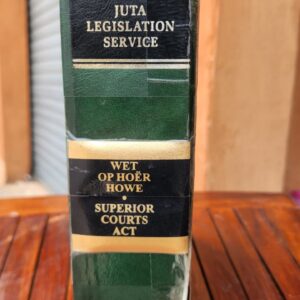 JUTA
LEGISLATION
SERVICE
WET
OP HOËR
HOWE
•
SUPERIOR
COURTS
ACT